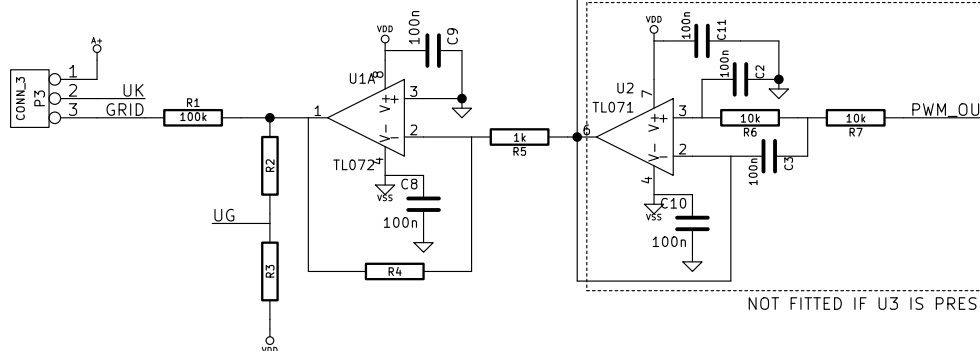 A+
CONN_3
P3
1
2
3
UK
GRID
R1
100k
R2
UG
R3
VDD
VDD
100n
C9
U1A
8
V+
+
3
1
V-
-
2
4
TL072
VSS
C8
100n
R4
1k
R5
VDD
100n
C11
100n
C2
U2
7
TL071
V+
+
3
6
V-
-
2
4
VSS
C10
100n
10k
R6
10k
R7
PWM_OU
100n
C3
NOT FITTED IF U3 IS PRES